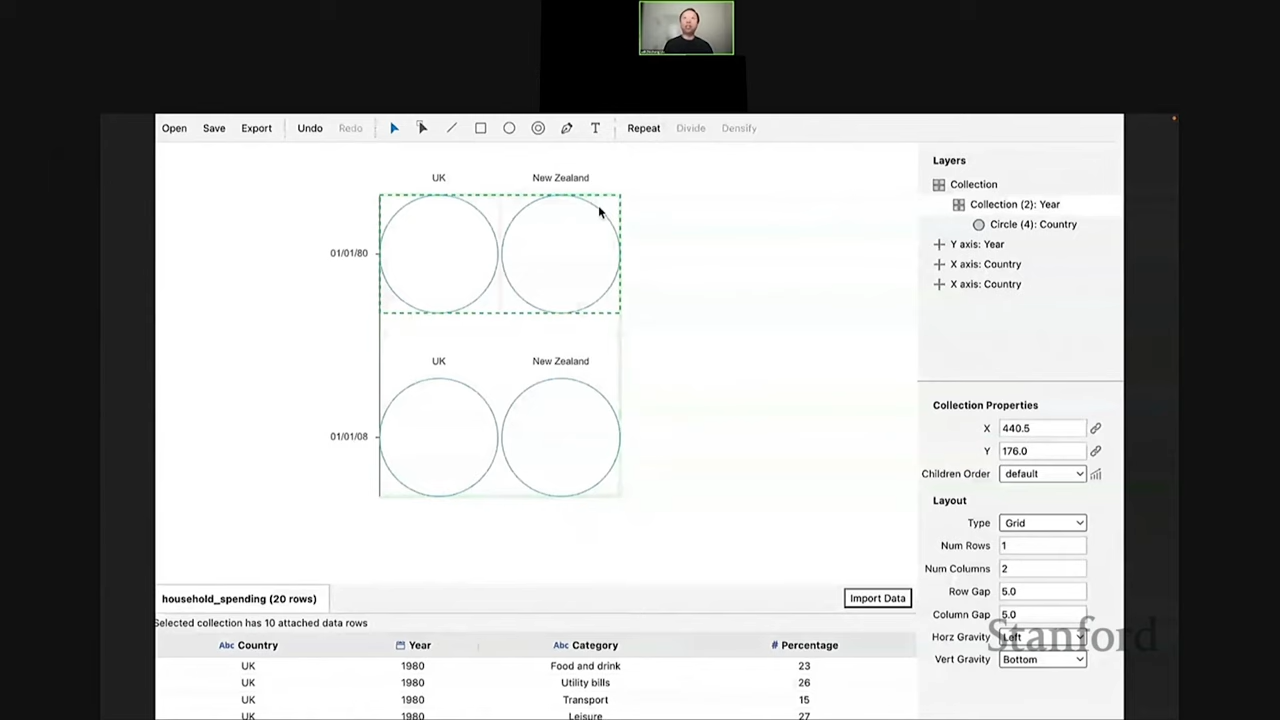 Open Save Export Undo Redo Repeat Divide Densify
Layers
Collection
Collection (2): Year
Circle (4): Country
Y axis: Year
X axis: Country
X axis: Country
UK New Zealand
01/01/80
UK New Zealand
01/01/08
Collection Properties
X 440.5
Y 176.0
Children Order default
Layout
Type Grid
Num Rows 1
Num Columns 2
Row Gap 5.0
Column Gap 5.0
Horz Gravity Left
Vert Gravity Bottom
Stanford
household_spending (20 rows) Import Data
Selected collection has 10 attached data rows
Abc Country Year Abc Category # Percentage
UK 1980 Food and drink 23
UK 1980 Utility bills 26
UK 1980 Transport 15
UK 1980 Leisure 27